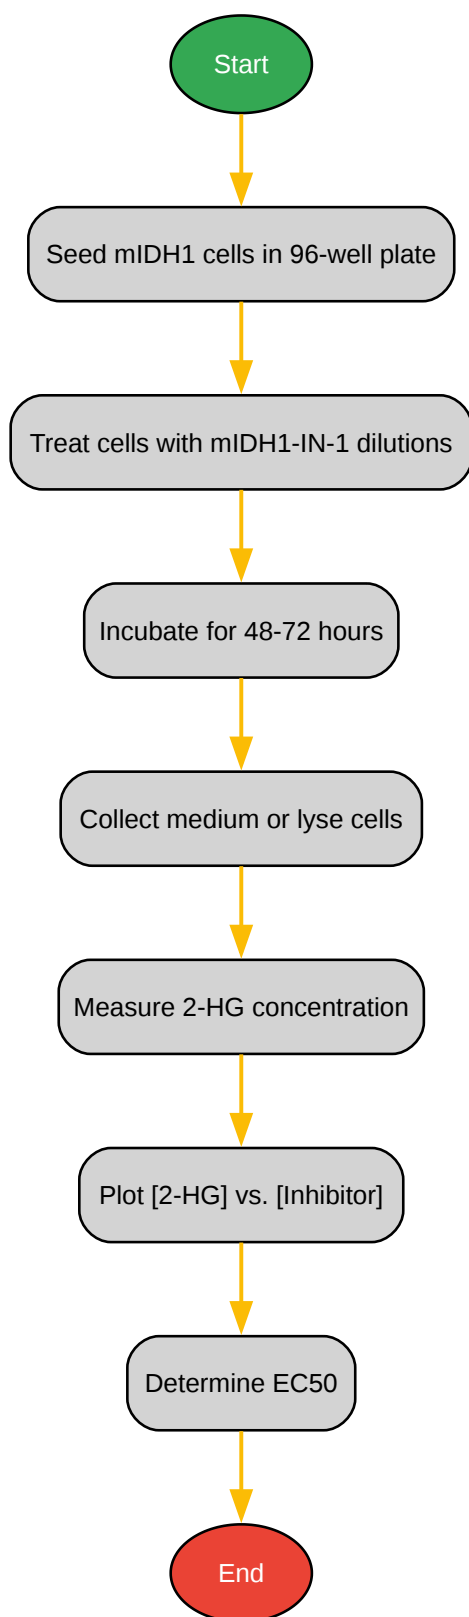 Start
Seed mIDH1 cells in 96-well plate
Treat cells with mIDH1-IN-1 dilutions
Incubate for 48-72 hours
Collect medium or lyse cells
Measure 2-HG concentration
Plot [2-HG] vs. [Inhibitor]
Determine EC50
End